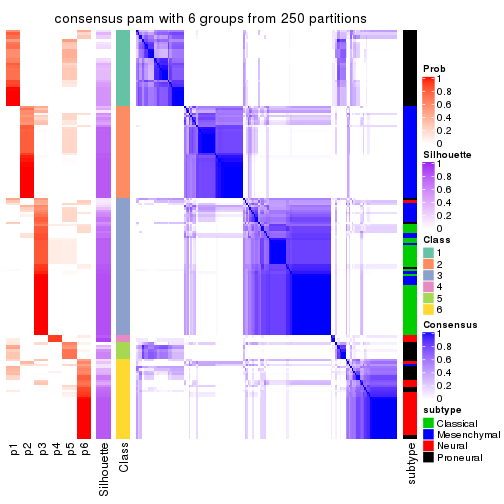 consensus pam with 6 groups from 250 partitions
Prob
1
0.8
0.6
0.4
0.2
0
Silhouette
1
0.8
0.6
0.4
0.2
0
Class
1
2
3
4
5
6
Consensus
1
0.8
0.6
0.4
0.2
0
subtype
Classical
Mesenchymal
Neural
Proneural
p1
p2
p3
p4
p5
p6
Silhouette
Class
subtype